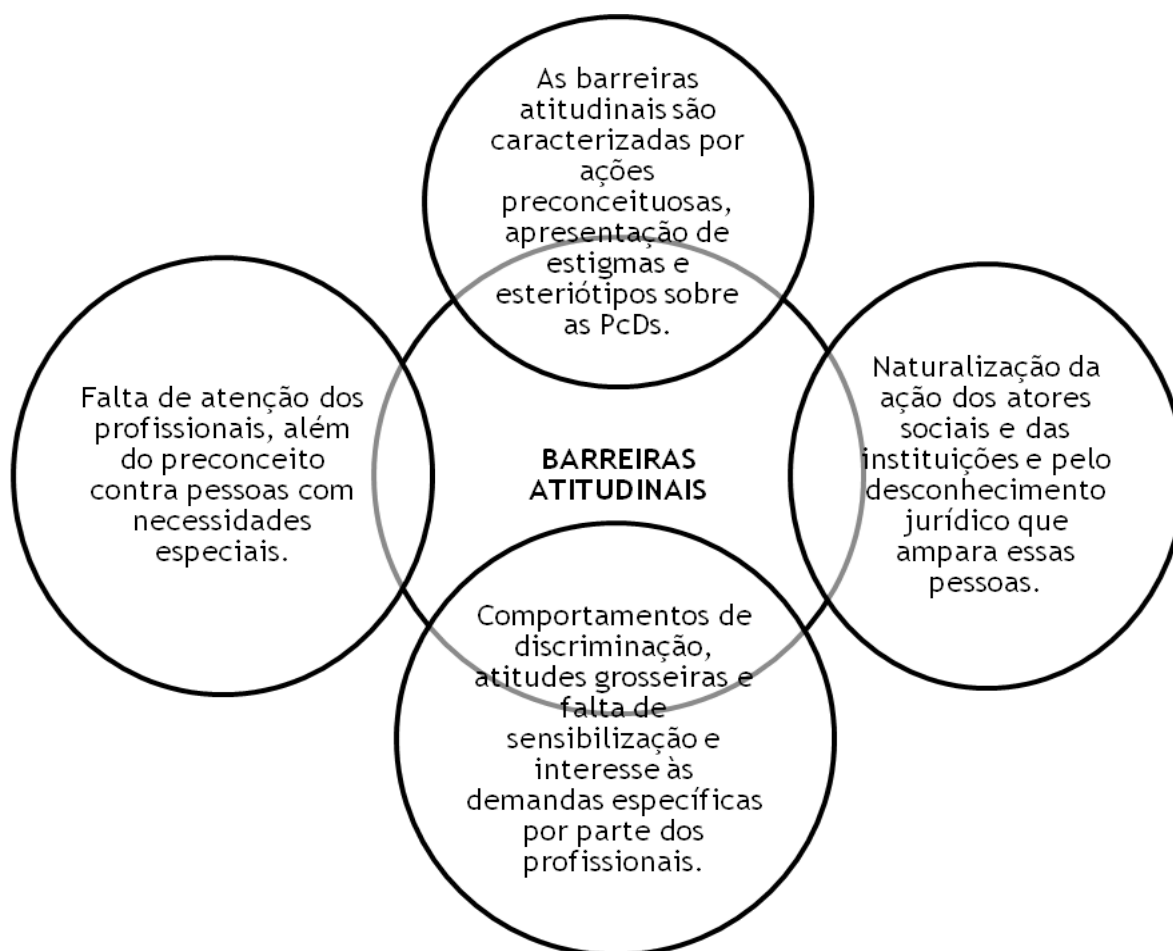 As barreiras
atitudinais são
caracterizadas por
ações
preconceituosas,
apresentação de
estigmas e
esteriótipos sobre
as PcDs.
Falta de atenção dos
profissionais, além
do preconceito
contra pessoas com
necessidades
especiais.
BARREIRAS
ATITUDINAIS
Naturalização da
ação dos atores
sociais e das
instituições e pelo
desconhecimento
jurídico que
ampara essas
pessoas.
Comportamentos de
discriminação,
atitudes grosseiras e
falta de
sensibilização e
interesse às
demandas específicas
por parte dos
profissionais.